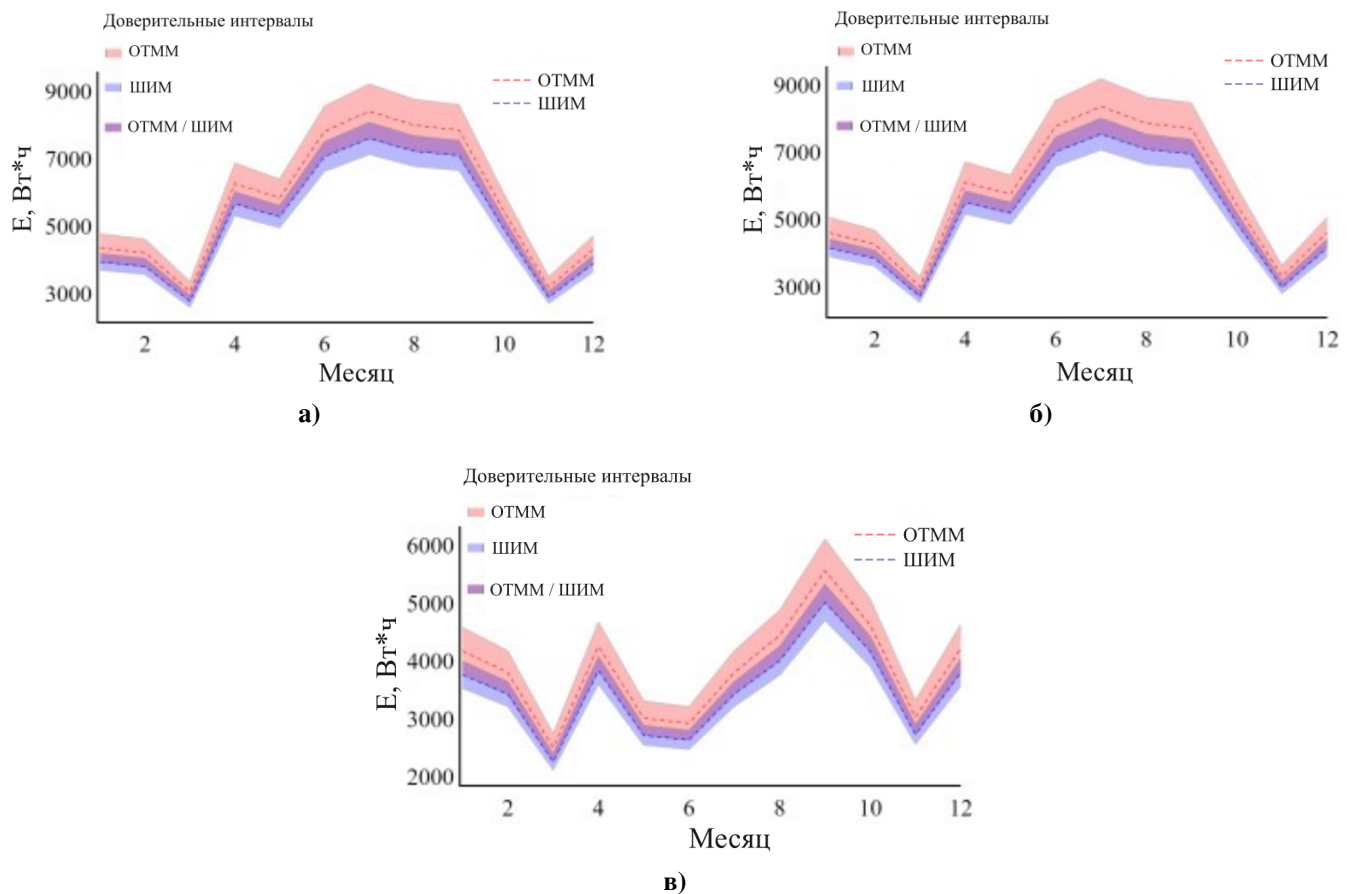 Доверительные интервалы
ОТММ
ШИМ
ОТММ / ШИМ
ОТММ
ШИМ
E, Вт*ч
9000
7000
5000
3000
2 4 6 8 10 12
Месяц
а)
Доверительные интервалы
ОТММ
ШИМ
ОТММ / ШИМ
ОТММ
ШИМ
E, Вт*ч
9000
7000
5000
3000
2 4 6 8 10 12
Месяц
б)
Доверительные интервалы
ОТММ
ШИМ
ОТММ / ШИМ
ОТММ
ШИМ
E, Вт*ч
6000
5000
4000
3000
2000
2 4 6 8 10 12
Месяц
в)